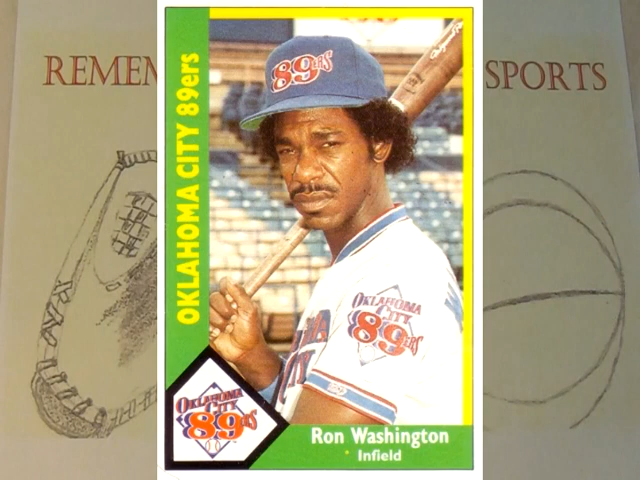 REMEM
SPORTS
OKLAHOMA CITY 89ers
89ers
OKLAHOMA
CITY
89ERS
OKLAHOMA
CITY
89ERS
Ron Washington
Infield